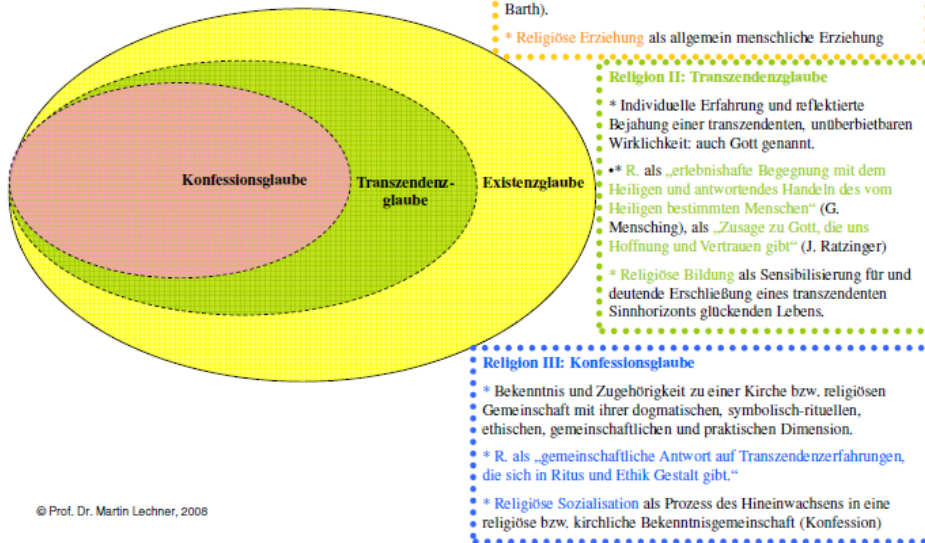 Barth).
* Religiöse Erziehung als allgemein menschliche Erziehung
Religion II: Transzendenzglaube
* Individuelle Erfahrung und reflektierte
Bejahung einer transzendenten, unüberbietbaren
Wirklichkeit: auch Gott genannt.
•* R. als „erlebnishafte Begegnung mit dem
Heiligen und antwortendes Handeln des vom
Heiligen bestimmten Menschen“ (G.
Mensching), als „Zusage zu Gott, die uns
Hoffnung und Vertrauen gibt“ (J. Ratzinger)
* Religiöse Bildung als Sensibilisierung für und
deutende Erschließung eines transzendenten
Sinnhorizonts glückenden Lebens.
Konfessionsglaube
Transzendenz-
glaube
Existenzglaube
Religion III: Konfessionsglaube
* Bekenntnis und Zugehörigkeit zu einer Kirche bzw. religiösen
Gemeinschaft mit ihrer dogmatischen, symbolisch-rituellen,
ethischen, gemeinschaftlichen und praktischen Dimension.
* R. als „gemeinschaftliche Antwort auf Transzendenzerfahrungen,
die sich in Ritus und Ethik Gestalt gibt.“
* Religiöse Sozialisation als Prozess des Hineinwachsens in eine
religiöse bzw. kirchliche Bekenntnisgemeinschaft (Konfession)
© Prof. Dr. Martin Lechner, 2008